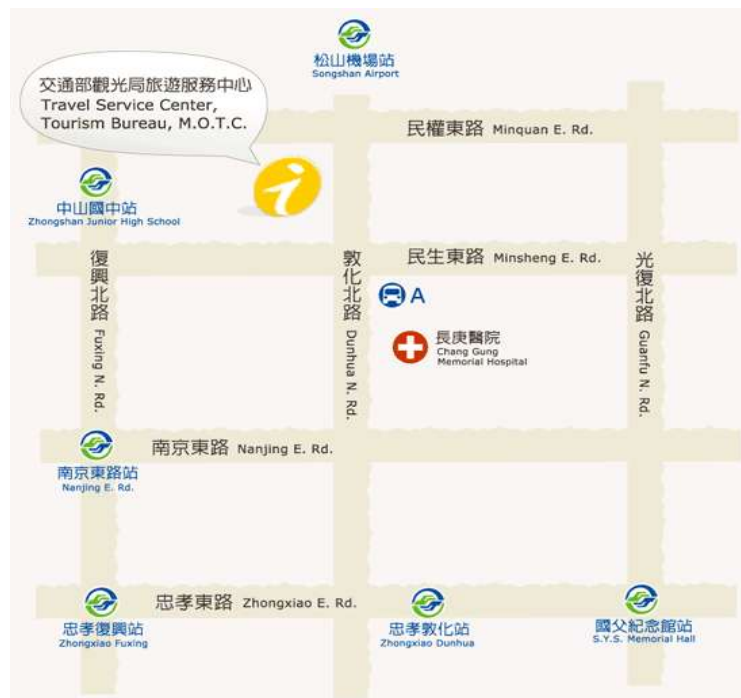 松山機場站
Songshan Airport
交通部觀光局旅遊服務中心
Travel Service Center,
Tourism Bureau, M.O.T.C.
民權東路 Minquan E. Rd.
中山國中站
Zhongshan Junior High School
復興北路 Fuxing N. Rd.
敦化北路 Dunhua N. Rd.
民生東路 Minsheng E. Rd.
光復北路 Guanfu N. Rd.
A
長庚醫院
Chang Gung
Memorial Hospital
南京東路 Nanjing E. Rd.
南京東路站
Nanjing E. Rd.
忠孝東路 Zhongxiao E. Rd.
忠孝復興站
Zhongxiao Fuxing
忠孝敦化站
Zhongxiao Dunhua
國父紀念館站
S.Y.S. Memorial Hall